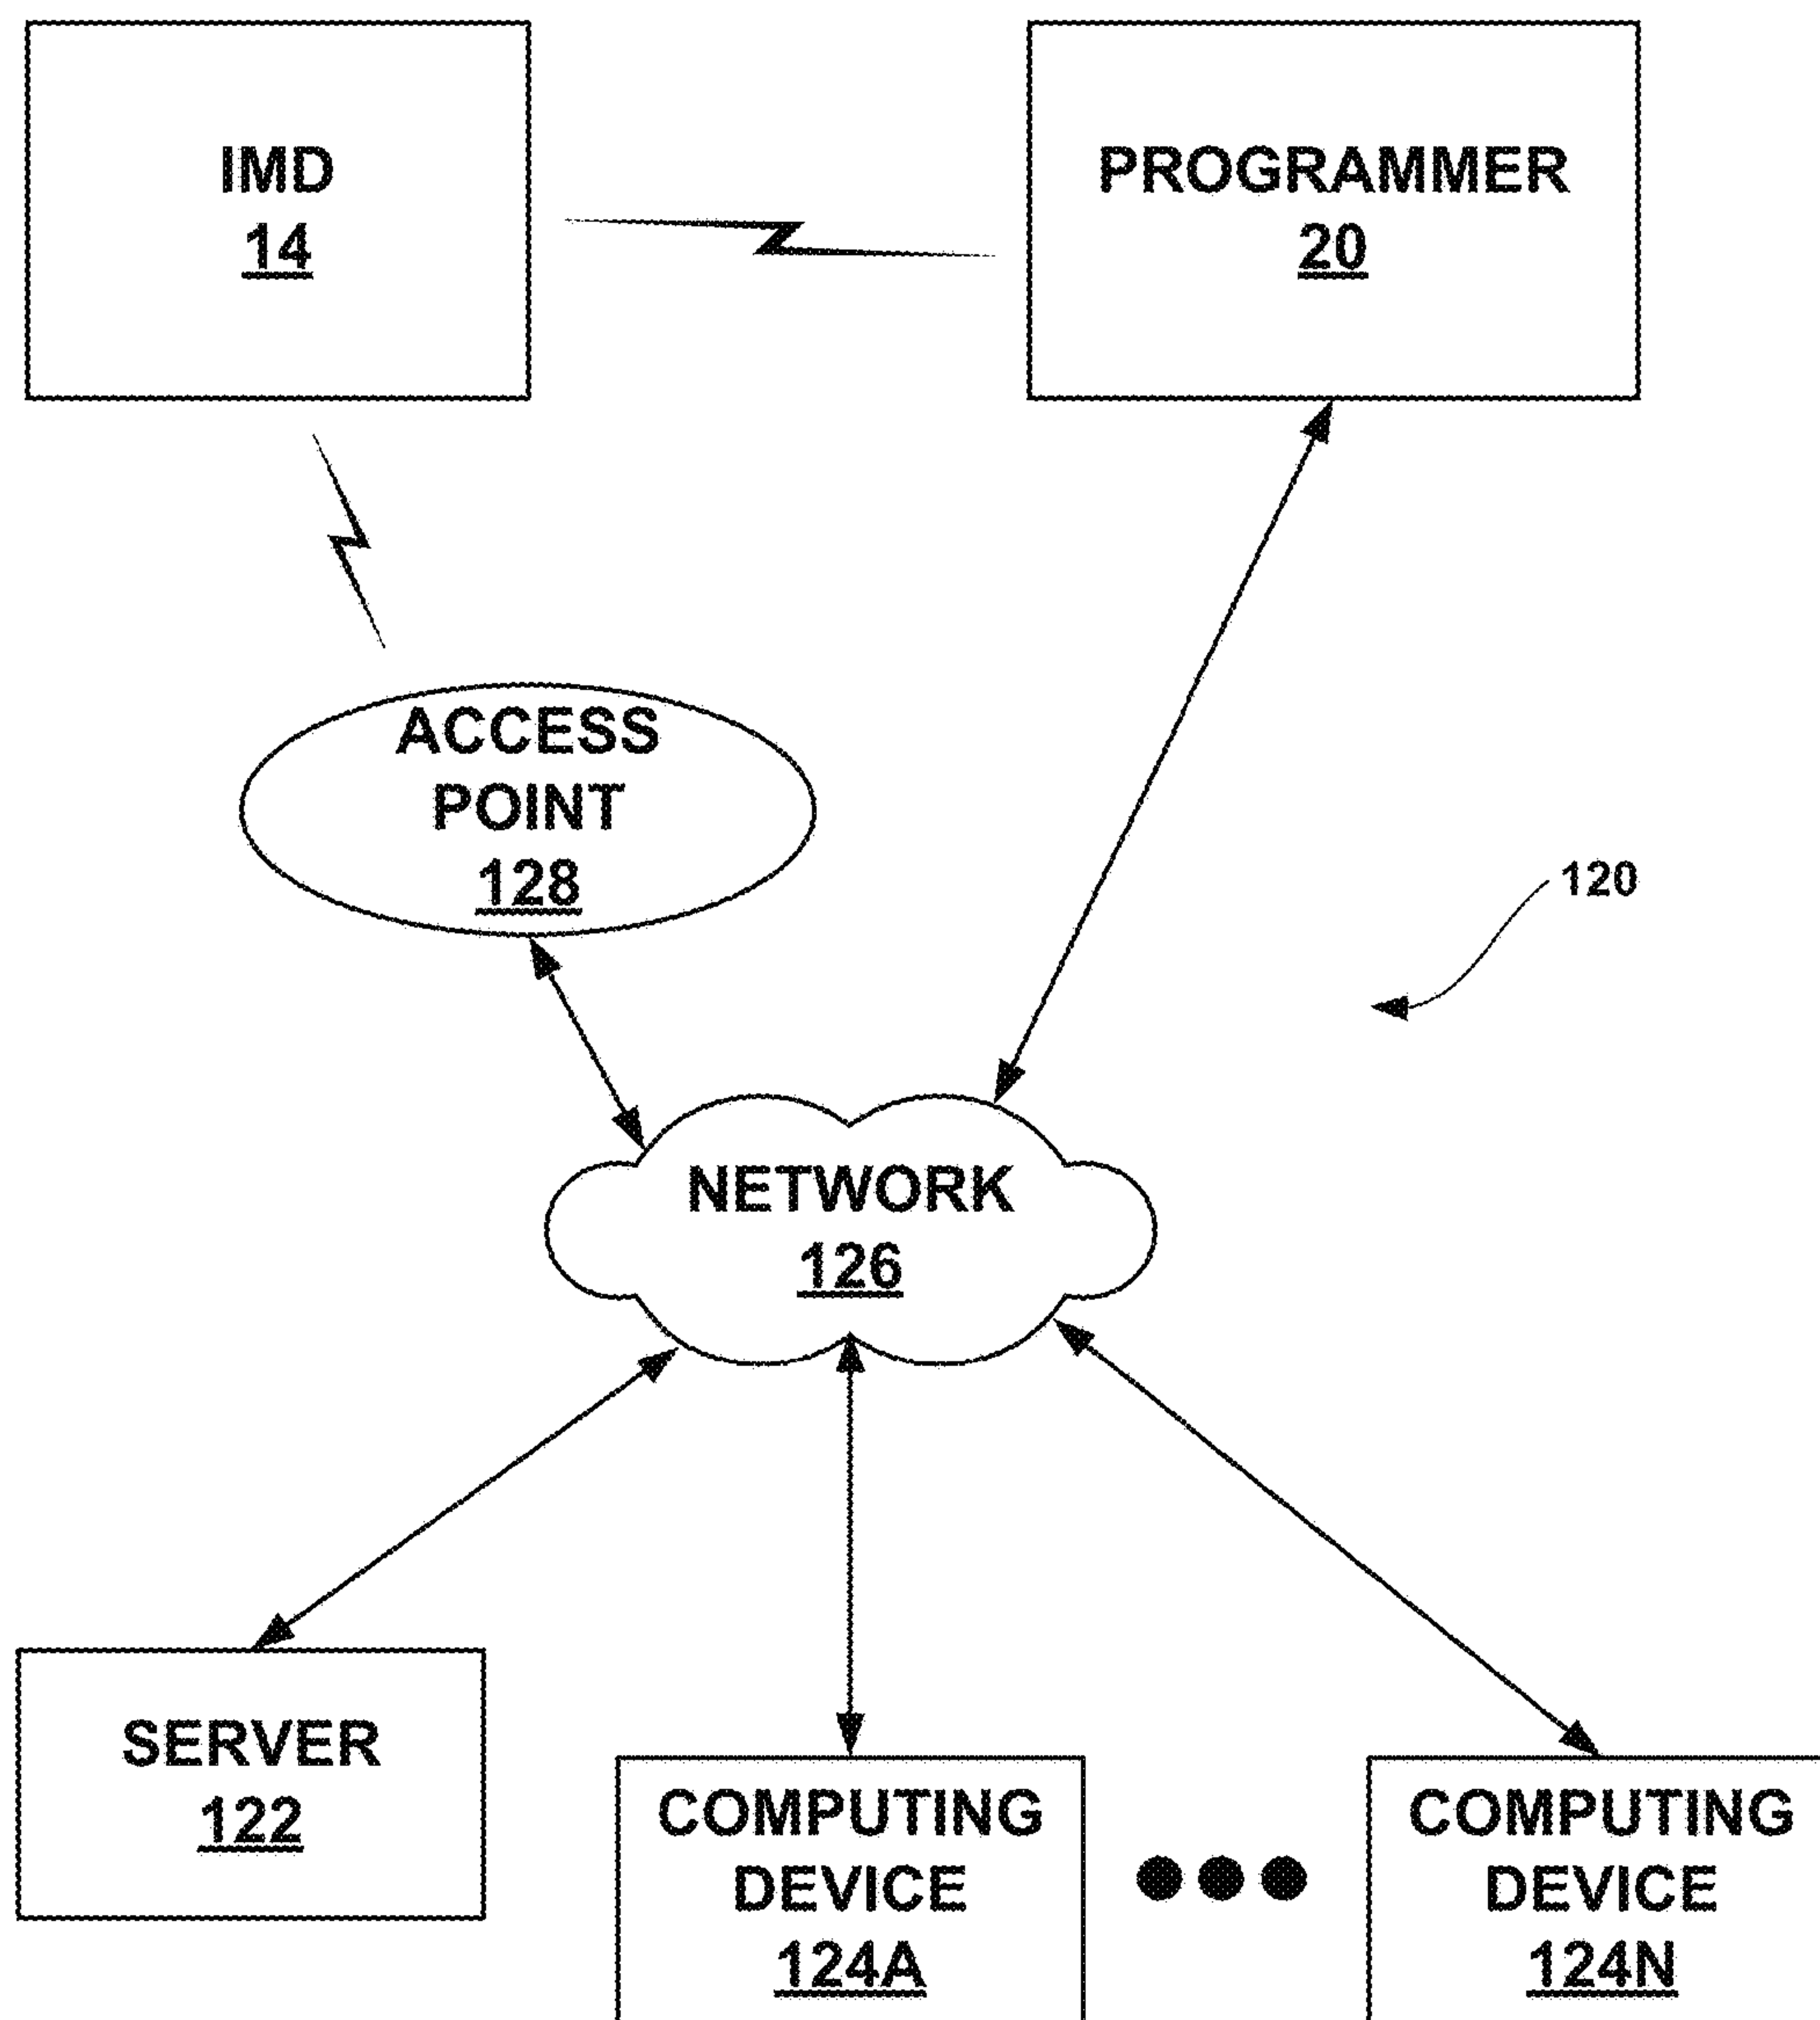 IMD
14
PROGRAMMER
20
ACCESS
POINT
128
120
NETWORK
126
SERVER
122
COMPUTING
DEVICE
124A
COMPUTING
DEVICE
124N